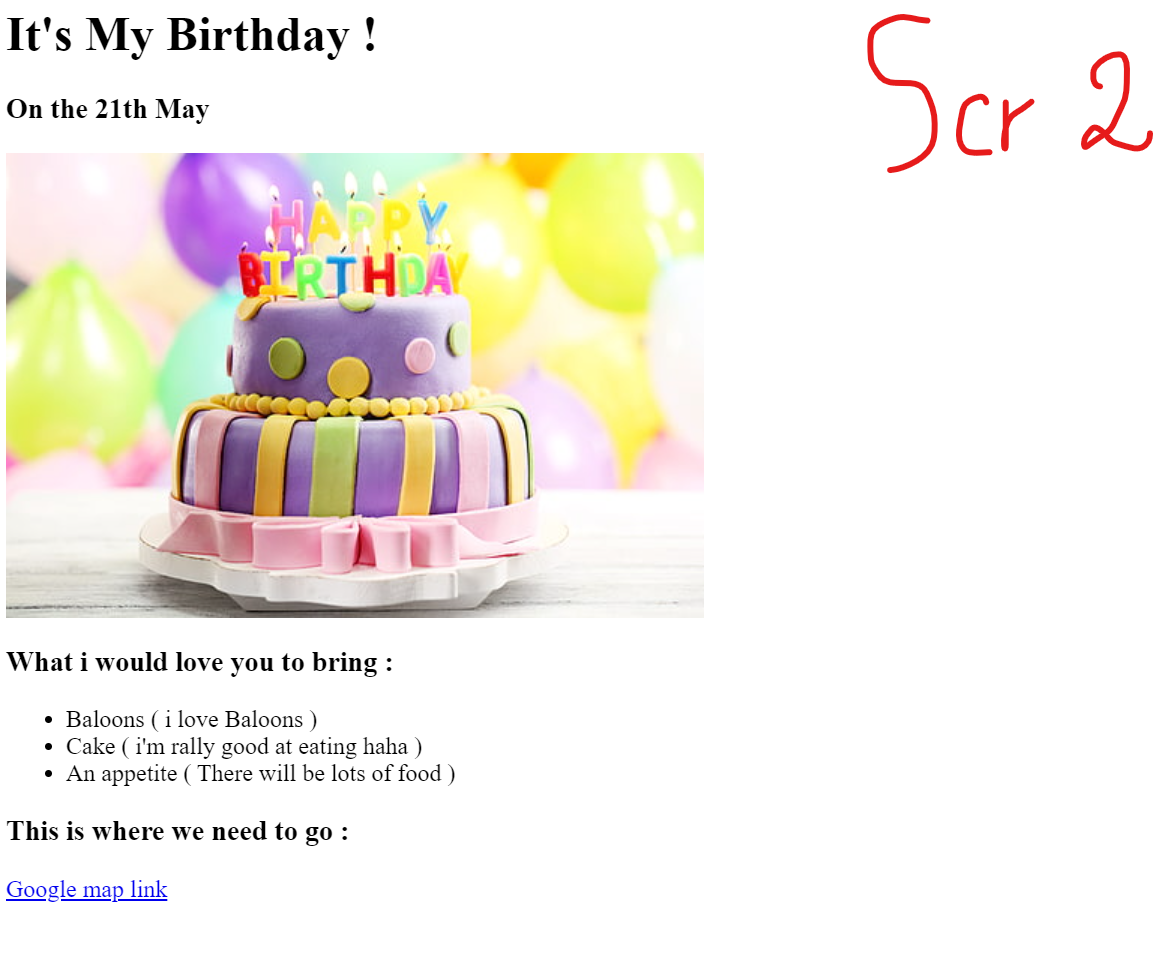 It's My Birthday !
Scr 2
On the 21th May
HAPPY
BIRTHDAY
What i would love you to bring :
Baloons ( i love Baloons )
Cake ( i'm rally good at eating haha )
An appetite ( There will be lots of food )
This is where we need to go :
Google map link